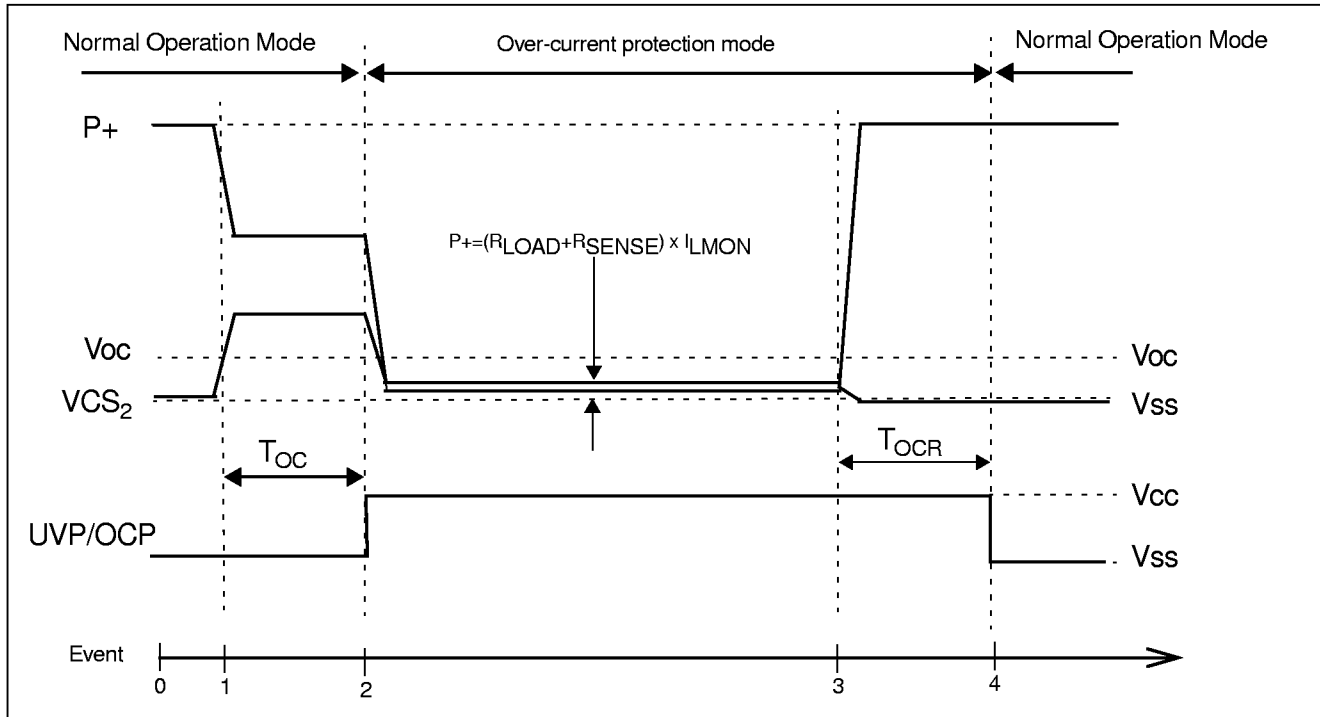 Normal Operation Mode
Over-current protection mode
Normal Operation Mode
P+
P+=(RLOAD+RSENSE) x ILMON
VOC
VOC
VCS2
VSS
TOC
TOCR
VCC
UVP/OCP
VSS
Event
0 1 2 3 4